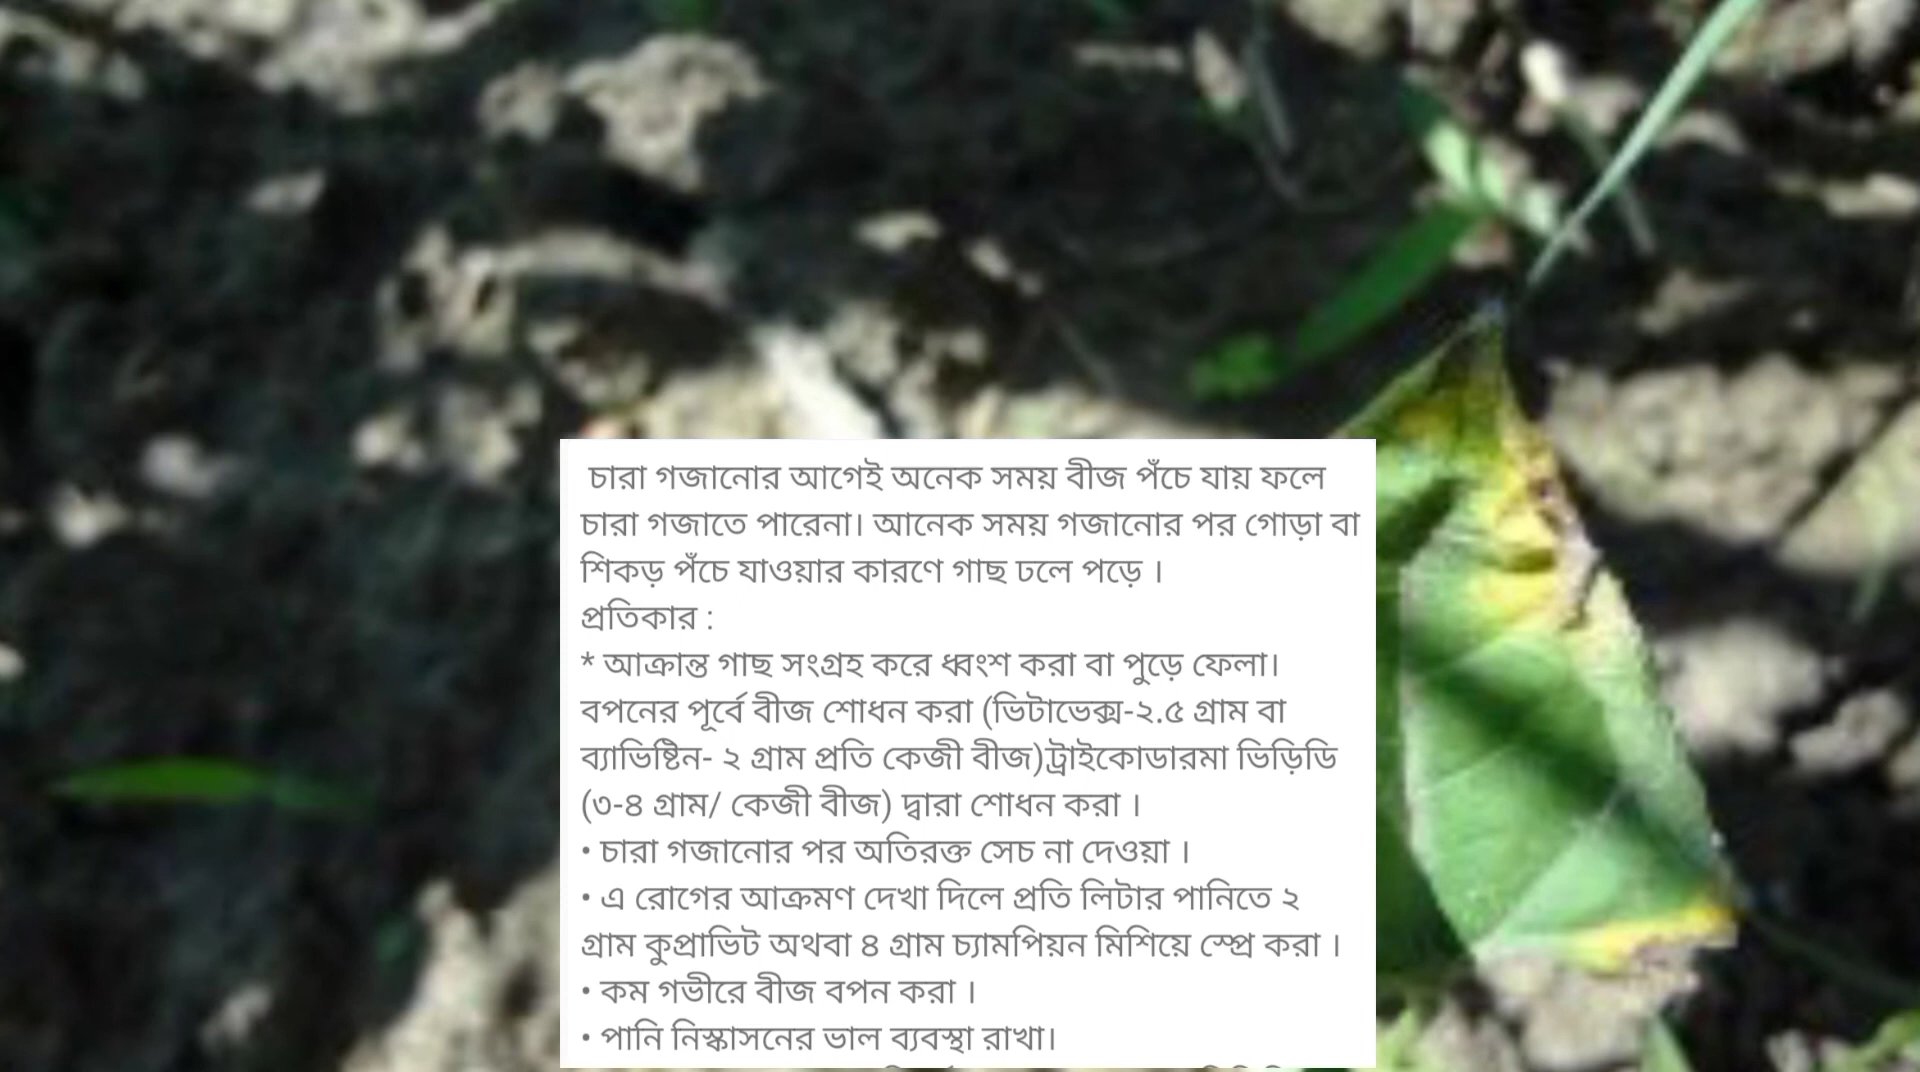 চারা গজানোর আগেই অনেক সময় বীজ পঁচে যায় ফলে
চারা গজাতে পারেনা। আনেক সময় গজানোর পর গোড়া বা
শিকড় পঁচে যাওয়ার কারণে গাছ ঢলে পড়ে ।
প্রতিকার :
* আক্রান্ত গাছ সংগ্রহ করে ধ্বংশ করা বা পুড়ে ফেলা।
বপনের পূর্বে বীজ শোধন করা (ভিটাভেক্স-২.৫ গ্রাম বা
ব্যাভিষ্টিন- ২ গ্রাম প্রতি কেজী বীজ)ট্রাইকোডারমা ভিড়িডি
(৩-৪ গ্রাম/ কেজী বীজ) দ্বারা শোধন করা ।
• চারা গজানোর পর অতিরক্ত সেচ না দেওয়া ।
• এ রোগের আক্রমণ দেখা দিলে প্রতি লিটার পানিতে ২
গ্রাম কুপ্রাভিট অথবা ৪ গ্রাম চ্যামপিয়ন মিশিয়ে স্প্রে করা ।
• কম গভীরে বীজ বপন করা ।
• পানি নিস্কাসনের ভাল ব্যবস্থা রাখা।